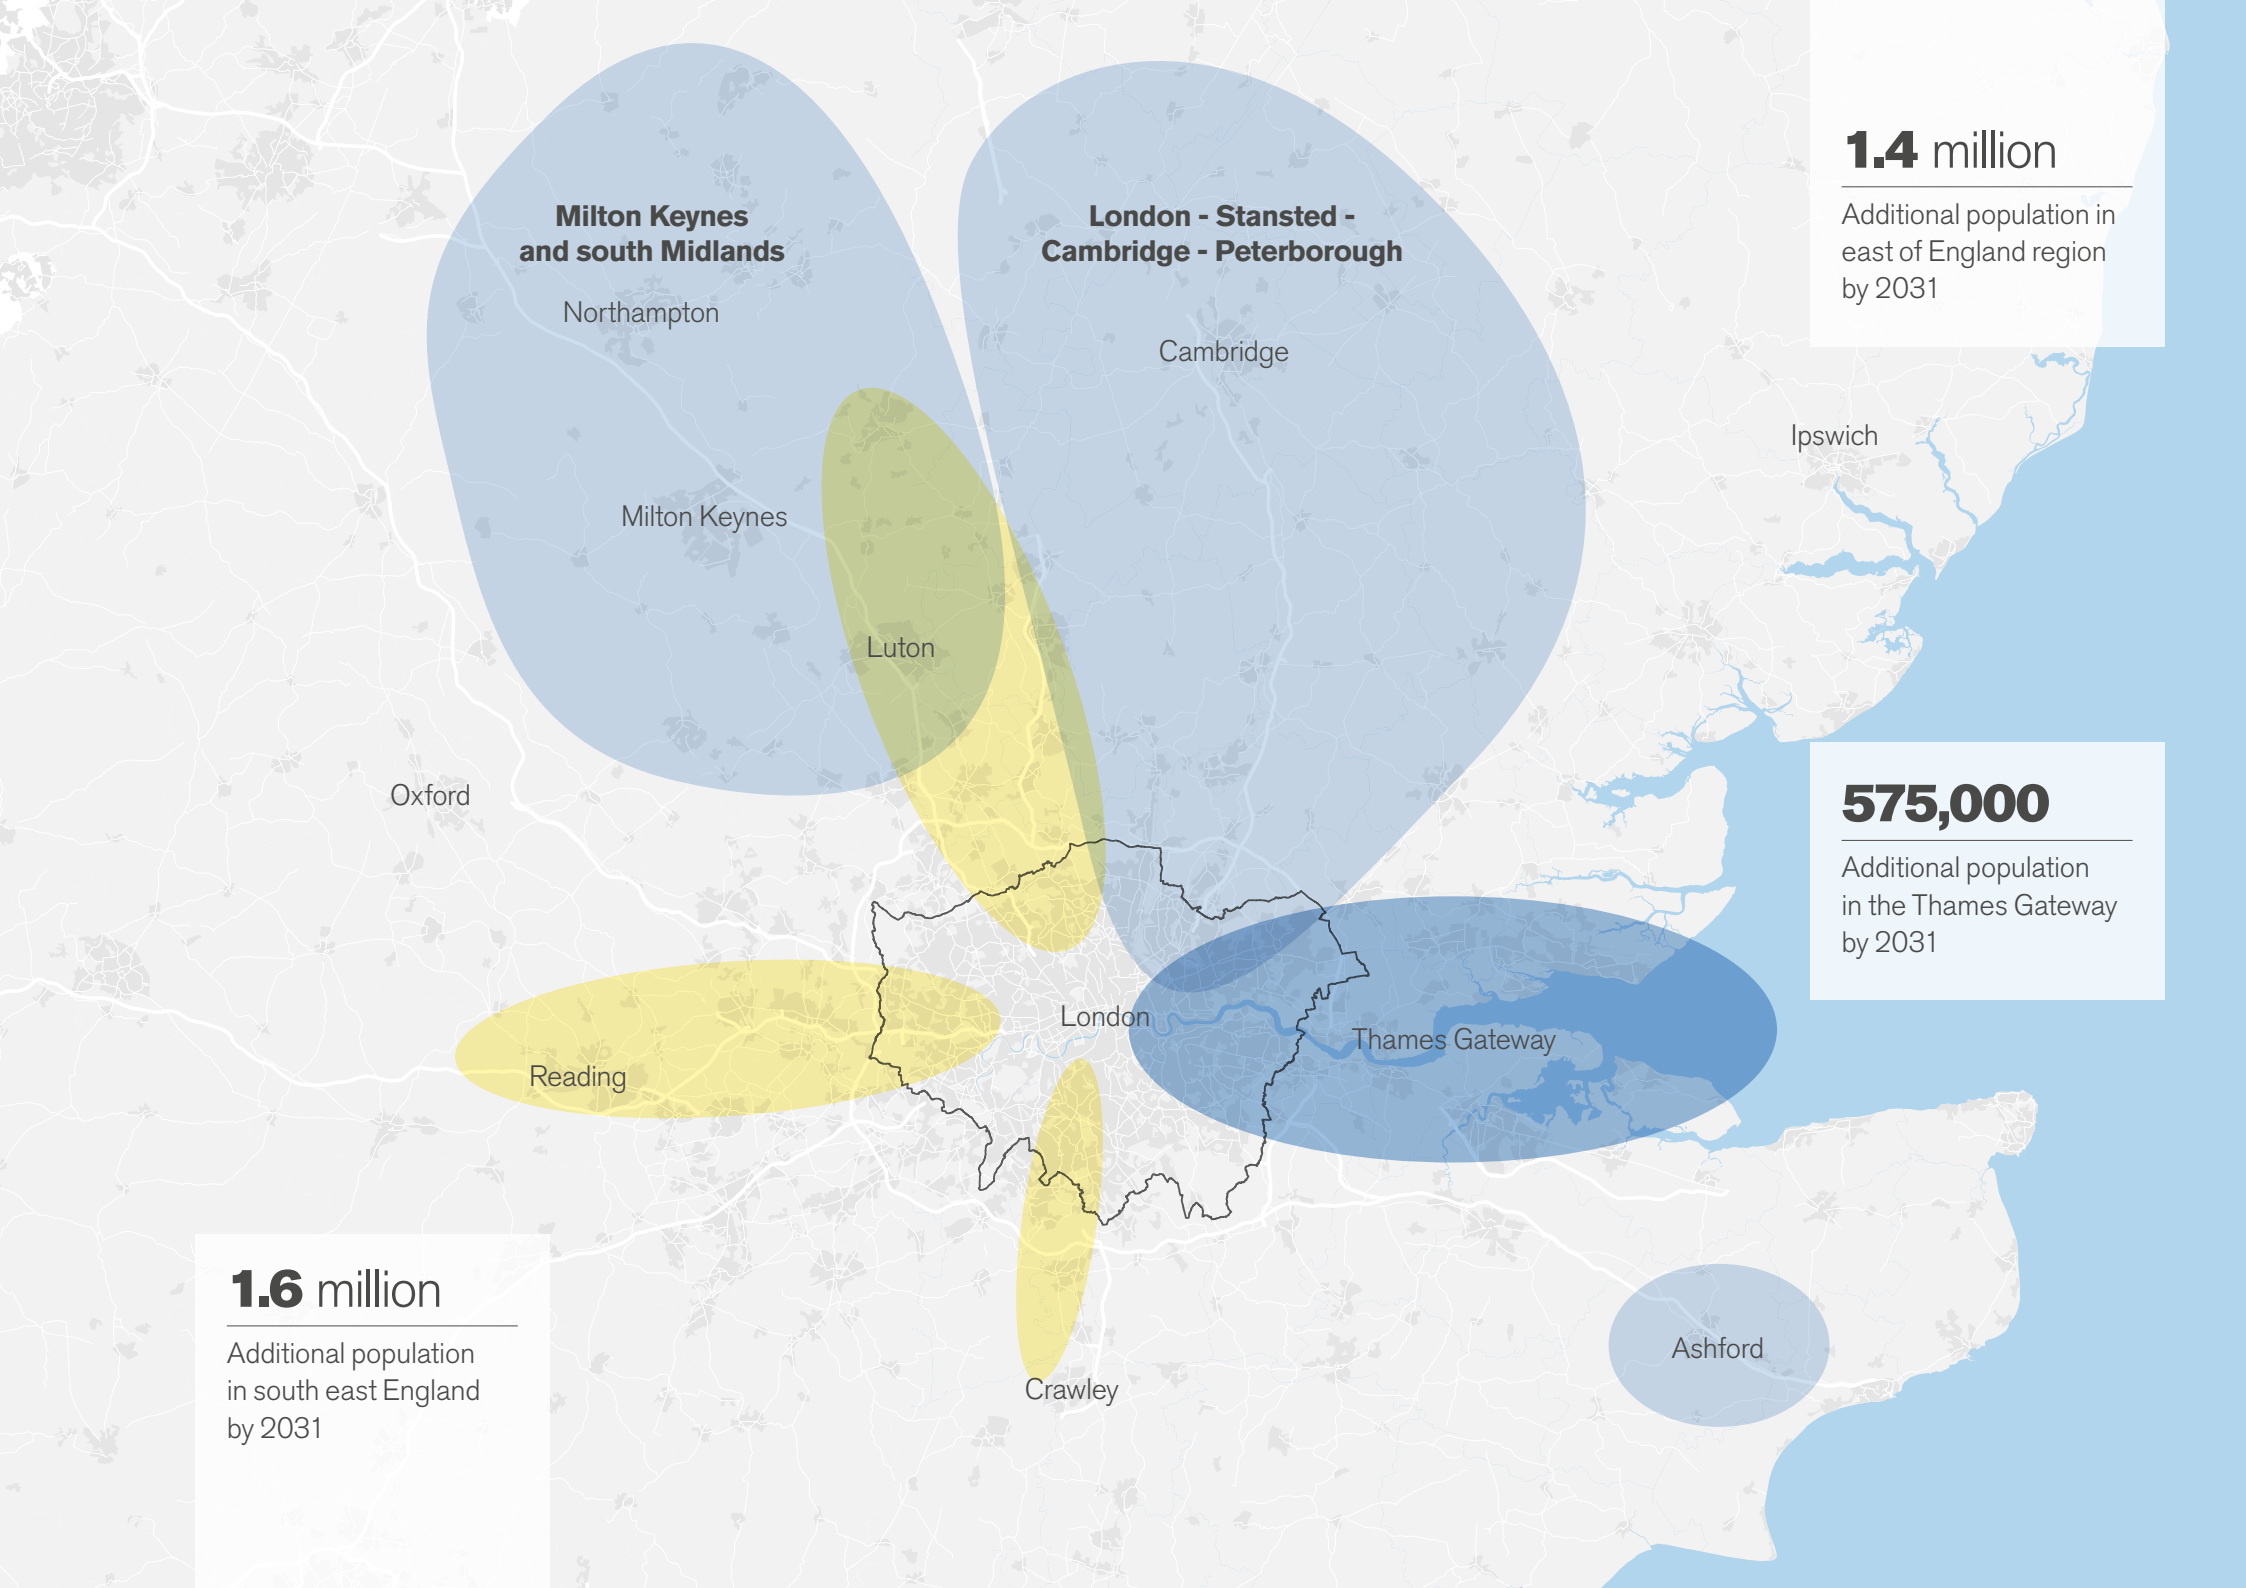 1.4 million
Additional population in
east of England region
by 2031
Milton Keynes
and south Midlands
London - Stansted -
Cambridge - Peterborough
Northampton
Cambridge
Ipswich
Milton Keynes
Luton
Oxford
575,000
Additional population
in the Thames Gateway
by 2031
London
Thames Gateway
Reading
1.6 million
Additional population
in south east England
by 2031
Ashford
Crawley